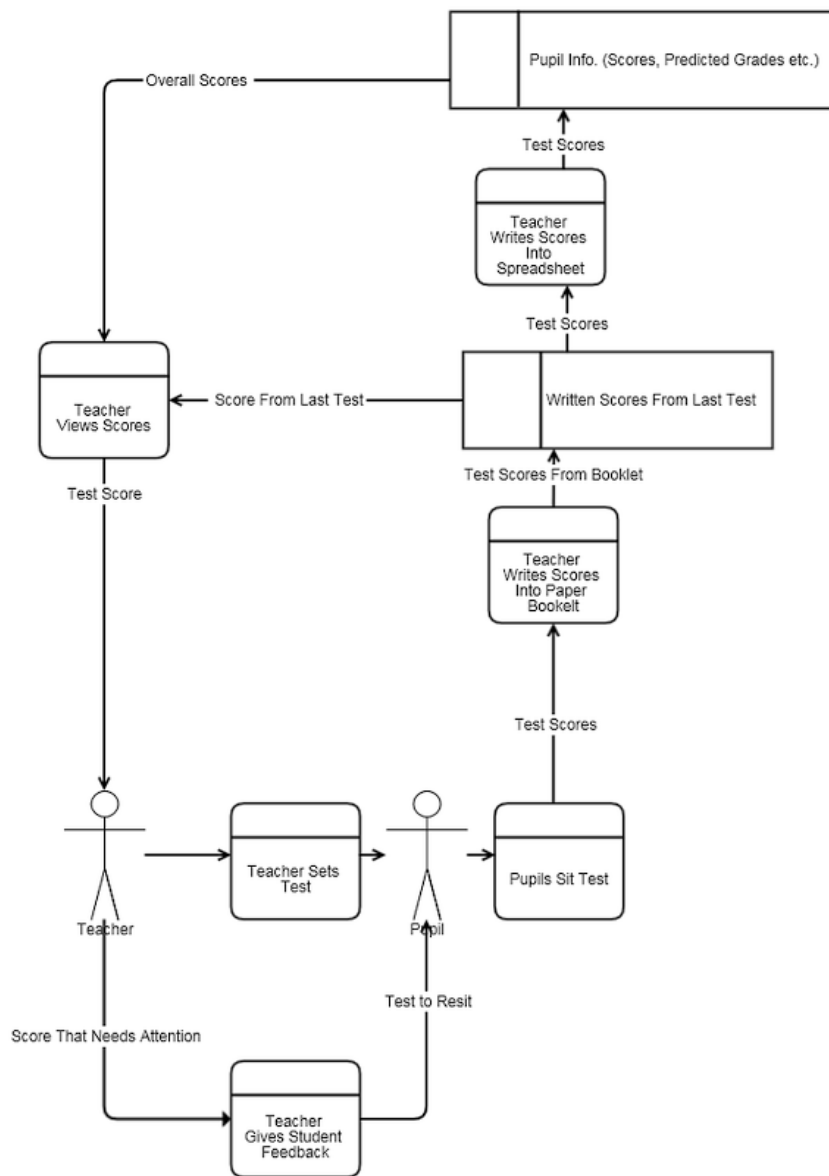 Pupil Info. (Scores, Predicted Grades etc.)
Overall Scores
Test Scores
Teacher
Writes Scores
Into
Spreadsheet
Test Scores
Teacher
Views Scores
Score From Last Test
Written Scores From Last Test
Test Scores From Booklet
Test Score
Teacher
Writes Scores
Into Paper
Bookelt
Test Scores
Teacher Sets
Test
Pupils Sit Test
Teacher
Pupil
Test to Resit
Score That Needs Attention
Teacher
Gives Student
Feedback